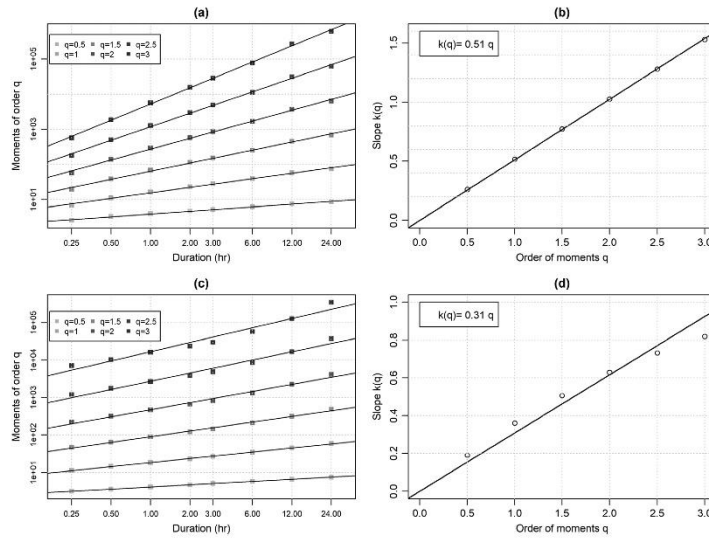 (a)
q=0.5 q=1.5 q=2.5
q=1 q=2 q=3
Moments of order q
1e+05
1e+03
1e+01
0.25 0.50 1.00 2.00 3.00 6.00 12.00 24.00
Duration (hr)
(b)
k(q)= 0.51 q
Slope k(q)
1.5
1.0
0.5
0.0
0.0 0.5 1.0 1.5 2.0 2.5 3.0
Order of moments q
(c)
q=0.5 q=1.5 q=2.5
q=1 q=2 q=3
Moments of order q
1e+05
1e+04
1e+03
1e+02
1e+01
0.25 0.50 1.00 2.00 3.00 6.00 12.00 24.00
Duration (hr)
(d)
k(q)= 0.31 q
Slope k(q)
1.0
0.8
0.6
0.4
0.2
0.0
0.0 0.5 1.0 1.5 2.0 2.5 3.0
Order of moments q